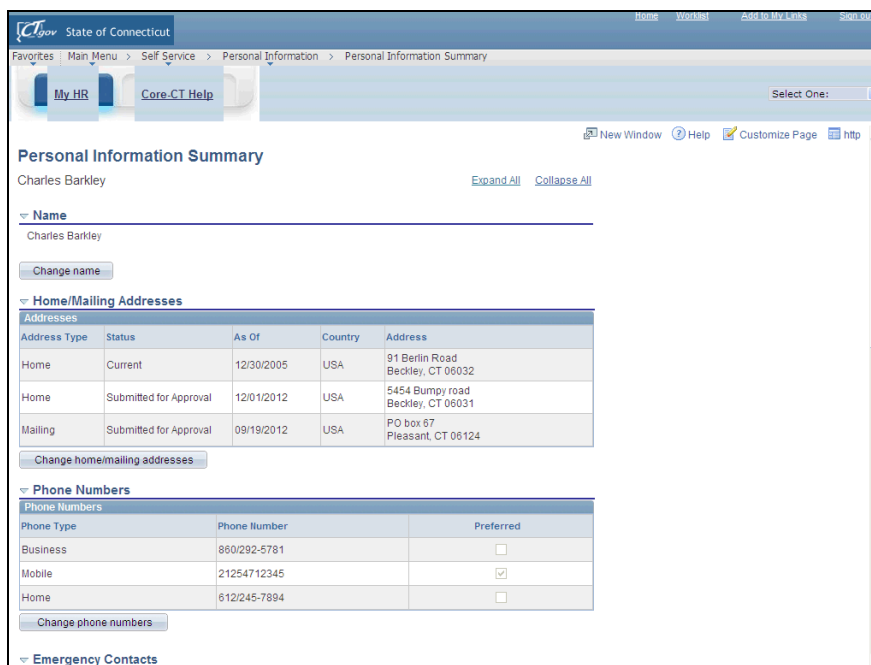 Home Worklist Add to My Links Sign out
CT.gov State of Connecticut
Favorites Main Menu > Self Service > Personal Information > Personal Information Summary
My HR Core-CT Help
Select One:
New Window Help Customize Page http
Personal Information Summary
Charles Barkley Expand All Collapse All
Name
Charles Barkley
Change name
Home/Mailing Addresses
Addresses
Address Type Status As Of Country Address
Home Current 12/30/2005 USA 91 Berlin Road
Beckley, CT 06032
Home Submitted for Approval 12/01/2012 USA 5454 Bumpy road
Beckley, CT 06031
Mailing Submitted for Approval 09/19/2012 USA PO box 67
Pleasant, CT 06124
Change home/mailing addresses
Phone Numbers
Phone Numbers
Phone Type Phone Number Preferred
Business 860/292-5781
Mobile 21254712345
Home 612/245-7894
Change phone numbers
Emergency Contacts